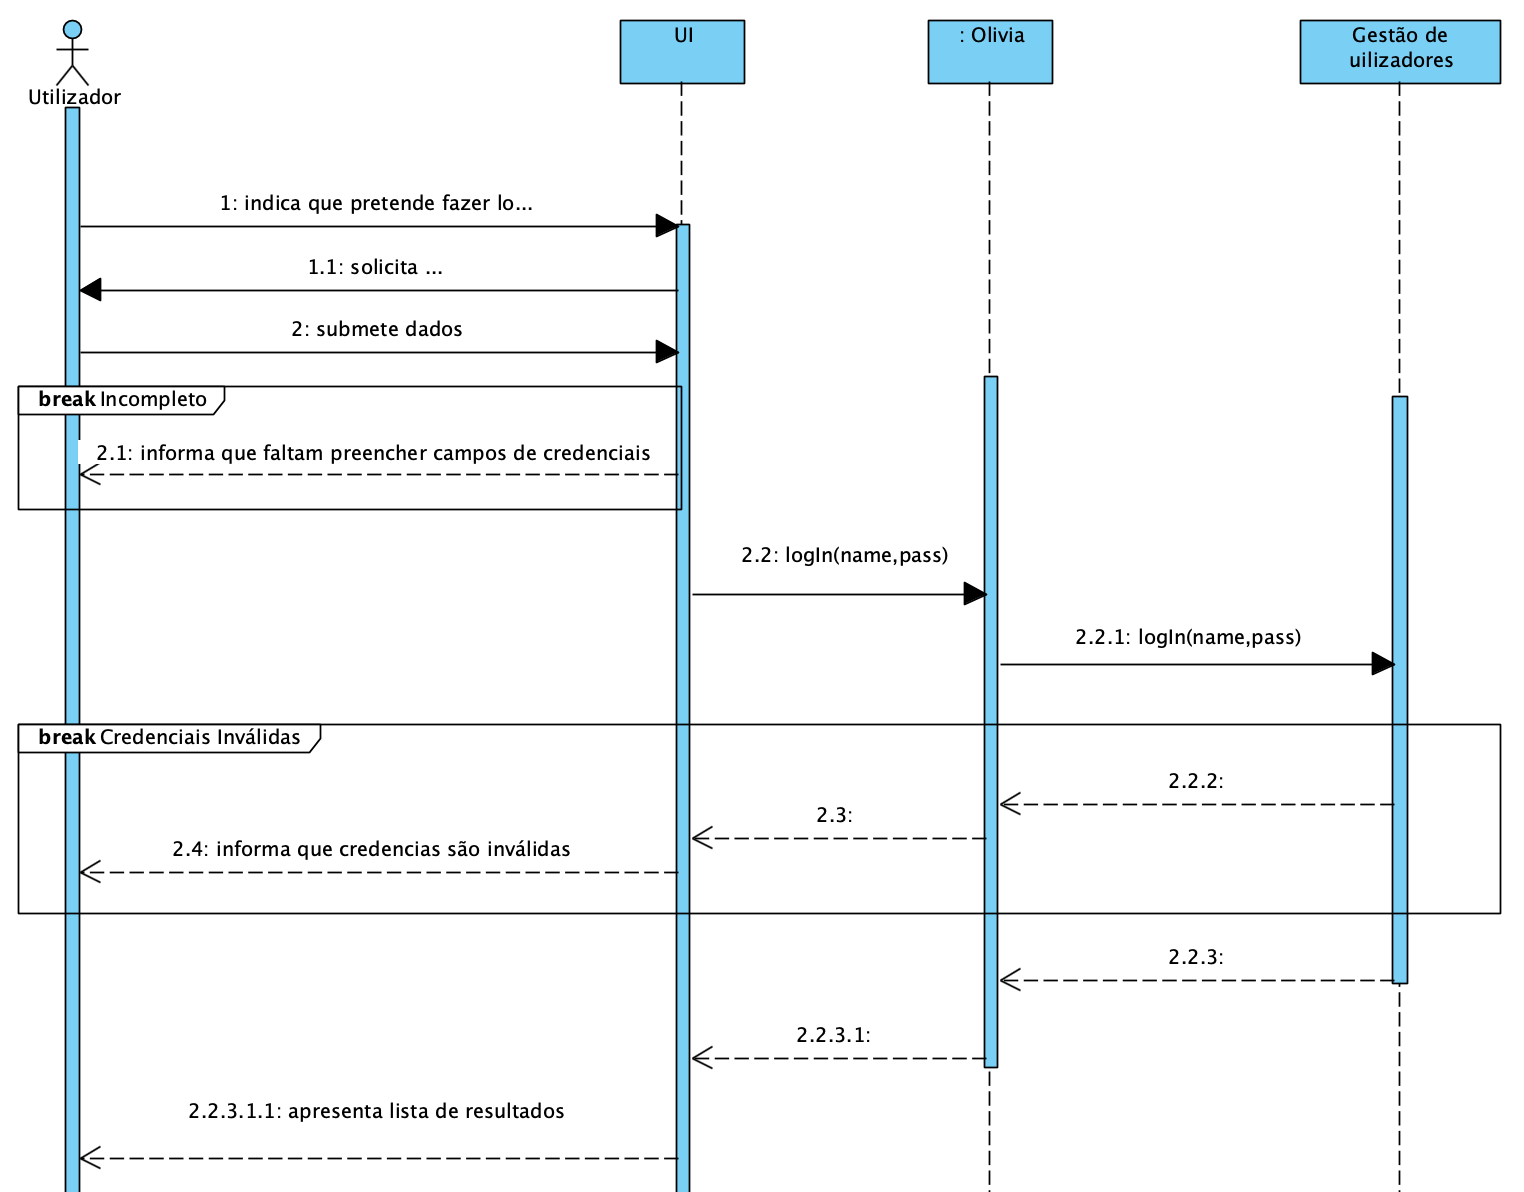 Utilizador
UI
: Olivia
Gestão de
uilizadores
1: indica que pretende fazer lo...
1.1: solicita ...
2: submete dados
break Incompleto
2.1: informa que faltam preencher campos de credenciais
2.2: logIn(name,pass)
2.2.1: logIn(name,pass)
break Credenciais Inválidas
2.2.2:
2.3:
2.4: informa que credencias são inválidas
2.2.3:
2.2.3.1:
2.2.3.1.1: apresenta lista de resultados